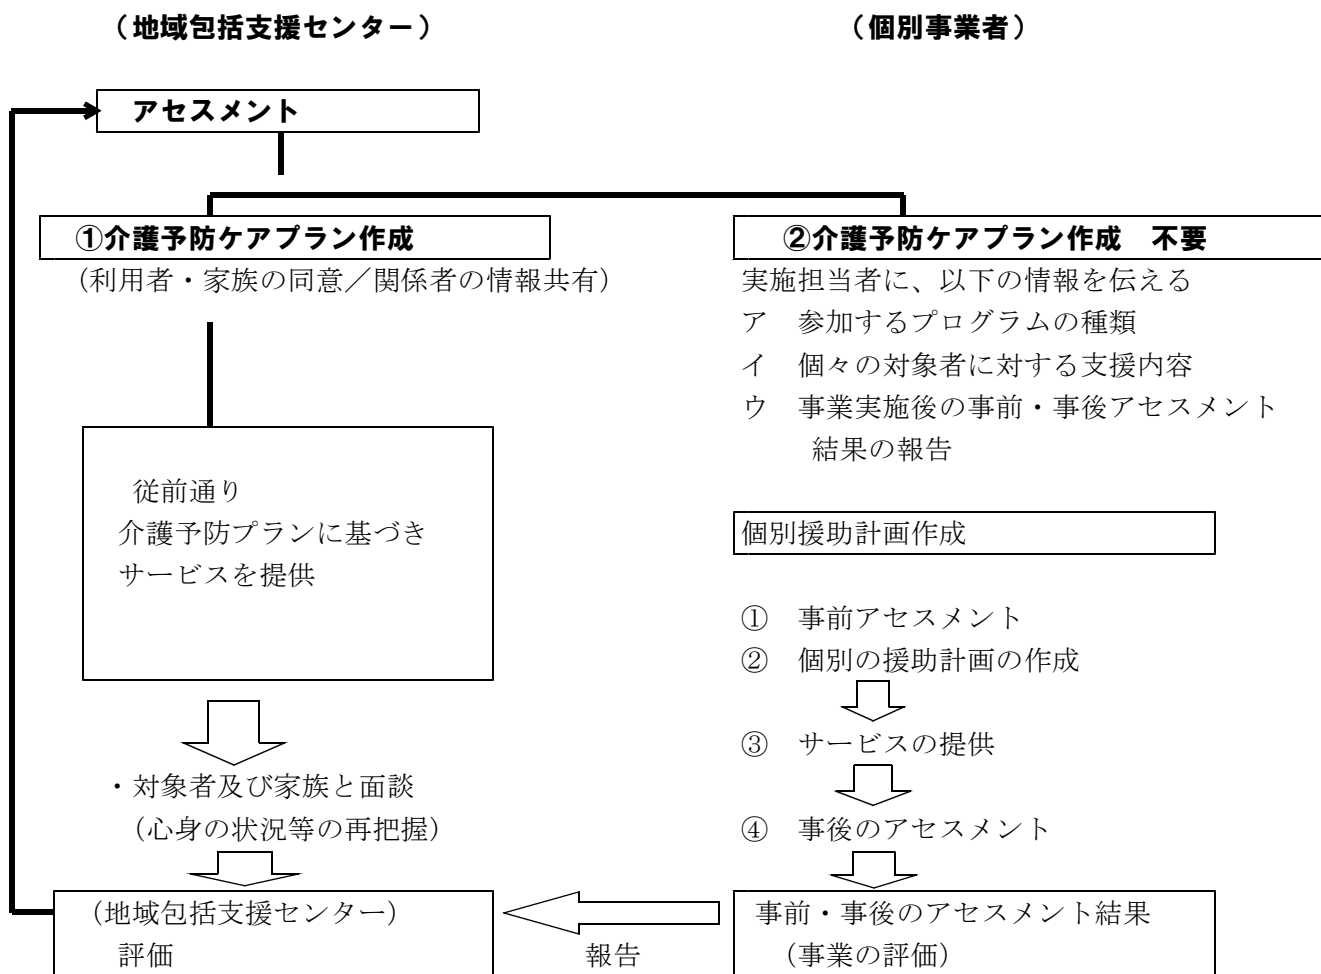 （地域包括支援センター）
（個別事業者）
アセスメント
①介護予防ケアプラン作成
（利用者・家族の同意／関係者の情報共有）
従前通り
介護予防プランに基づき
サービスを提供
・対象者及び家族と面談
（心身の状況等の再把握）
（地域包括支援センター）
評価
②介護予防ケアプラン作成　不要
実施担当者に、以下の情報を伝える
ア　参加するプログラムの種類
イ　個々の対象者に対する支援内容
ウ　事業実施後の事前・事後アセスメント
結果の報告
個別援助計画作成
①　事前アセスメント
②　個別の援助計画の作成
③　サービスの提供
④　事後のアセスメント
事前・事後のアセスメント結果
（事業の評価）
報告